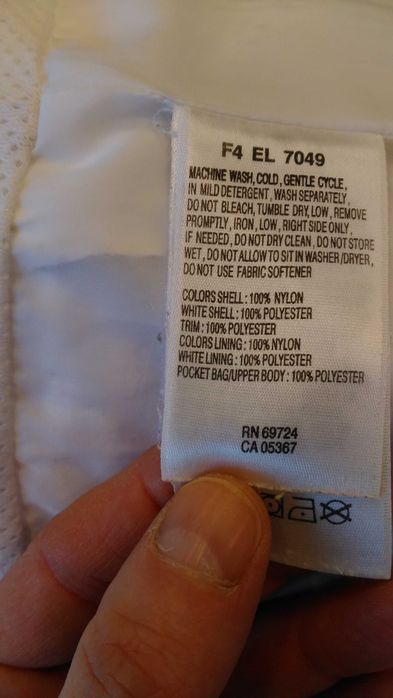 F4 EL 7049
MACHINE WASH, COLD, GENTLE CYCLE,
IN MILD DETERGENT, WASH SEPARATELY,
DO NOT BLEACH, TUMBLE DRY, LOW, REMOVE
PROMPTLY, IRON, LOW, RIGHT SIDE ONLY,
IF NEEDED, DO NOT DRY CLEAN, DO NOT STORE
WET, DO NOT ALLOW TO SIT IN WASHER / DRYER,
DO NOT USE FABRIC SOFTENER
COLORS SHELL : 100% NYLON
WHITE SHELL : 100% POLYESTER
TRIM : 100% POLYESTER
COLORS LINING : 100% NYLON
WHITE LINING : 100% POLYESTER
POCKET BAG/UPPER BODY : 100% POLYESTER
RN 69724
CA 05367